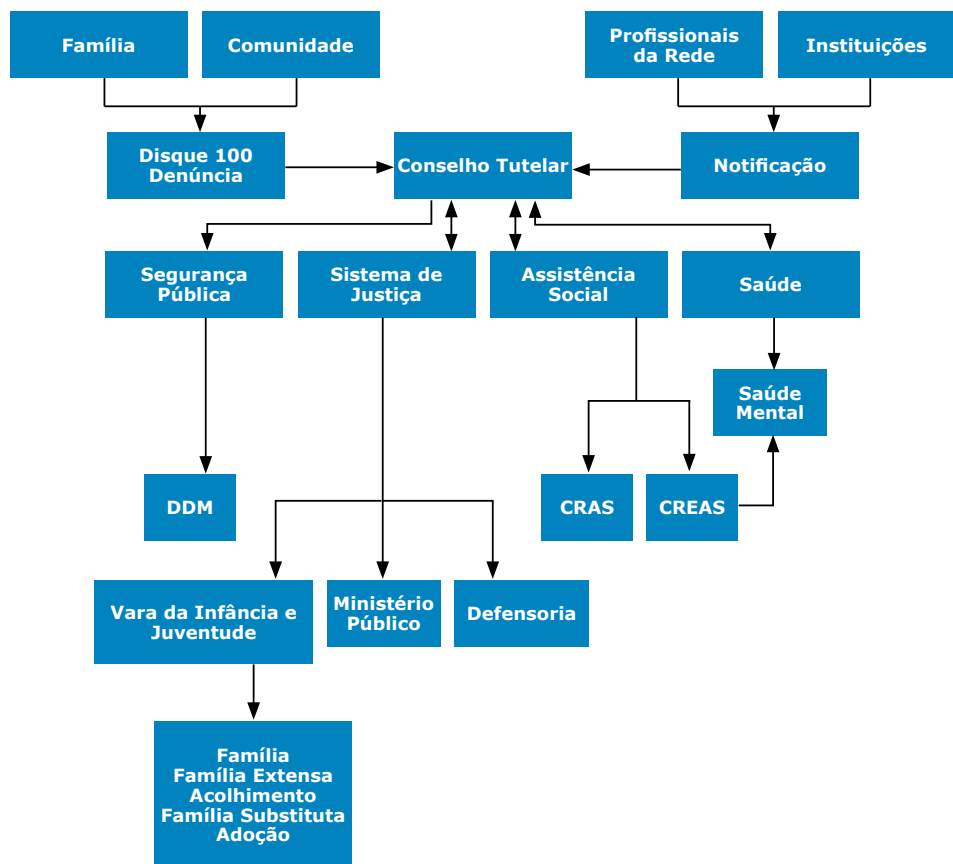 Família
Comunidade
Profissionais
da Rede
Instituições
Disque 100
Denúncia
Conselho Tutelar
Notificação
Segurança
Pública
Sistema de
Justiça
Assistência
Social
Saúde
Saúde
Mental
DDM
CRAS
CREAS
Vara da Infância e
Juventude
Ministério
Público
Defensoria
Família
Família Extensa
Acolhimento
Família Substituta
Adoção